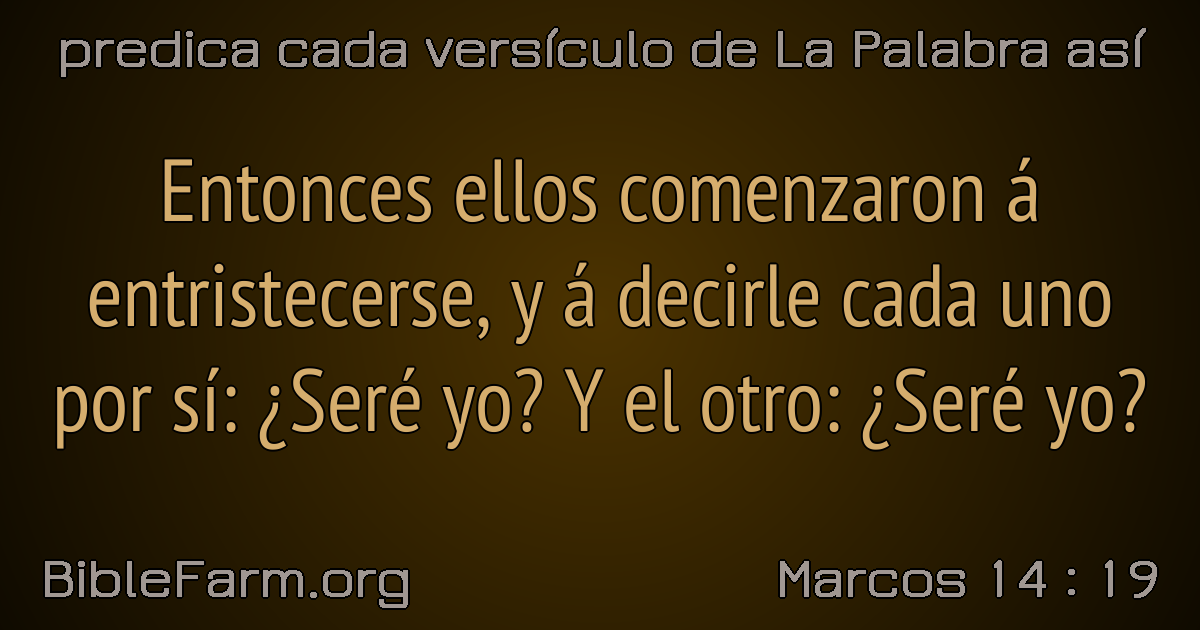 predica cada versículo de La Palabra así
Entonces ellos comenzaron á
entristecerse, y á decirle cada uno
por sí: ¿Seré yo? Y el otro: ¿Seré yo?
BibleFarm.org
Marcos 14 : 19